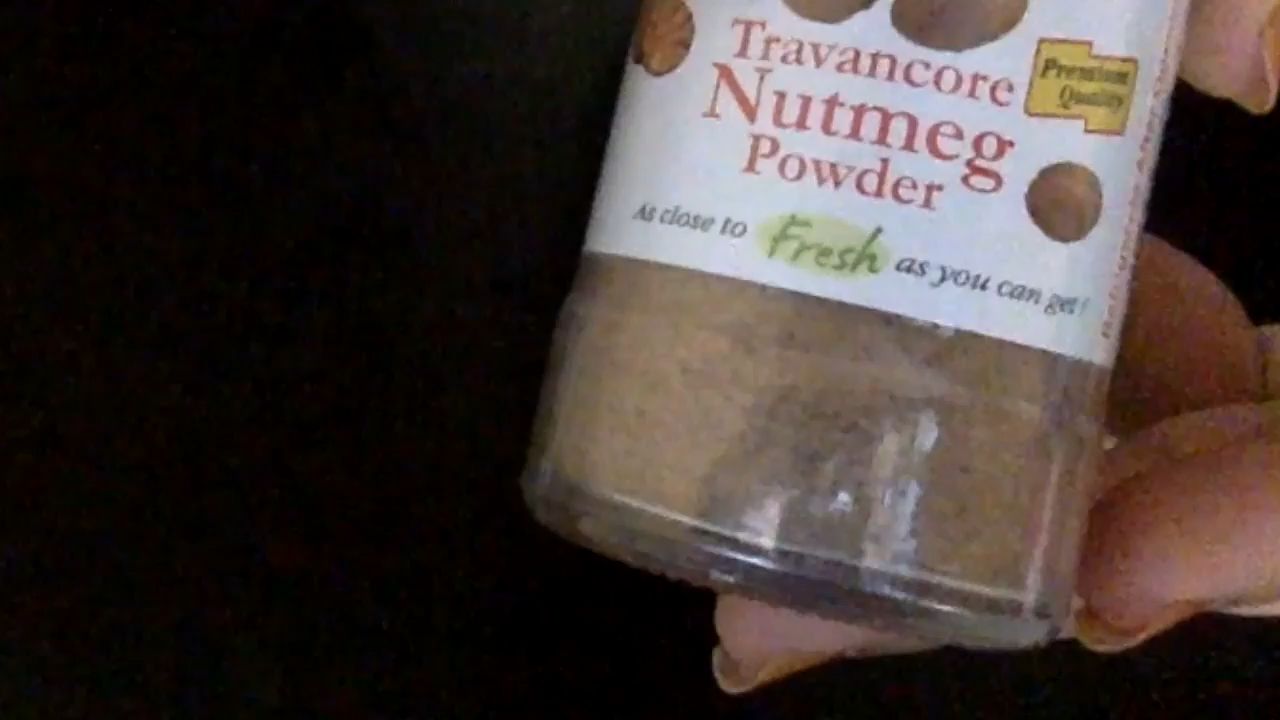 Travancore
Nutmeg
Powder
Premium
Quality
As close to Fresh as you can get!